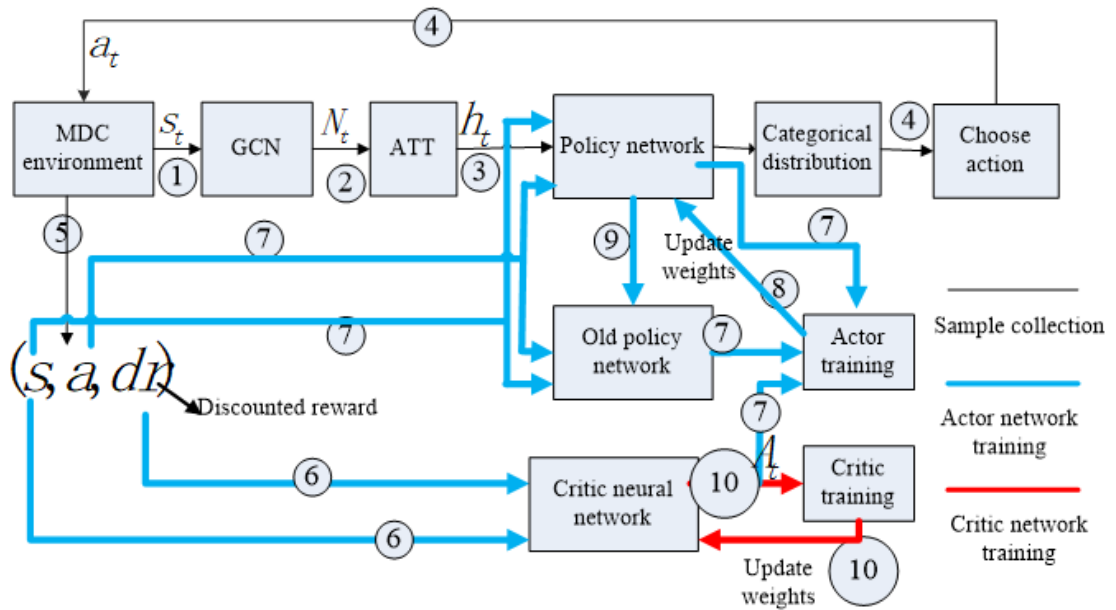 4
a_t
MDC
environment
s_t
1
GCN
N_t
2
ATT
h_t
3
Policy network
Categorical
distribution
4
Choose
action
5
7
9
Update
weights
7
8
7
Old policy
network
7
Actor
training
Sample collection
(s, a, dr)
Discounted reward
7
Actor network
training
6
Critic neural
network
10
A_t
Critic
training
6
Critic network
training
Update
weights
10